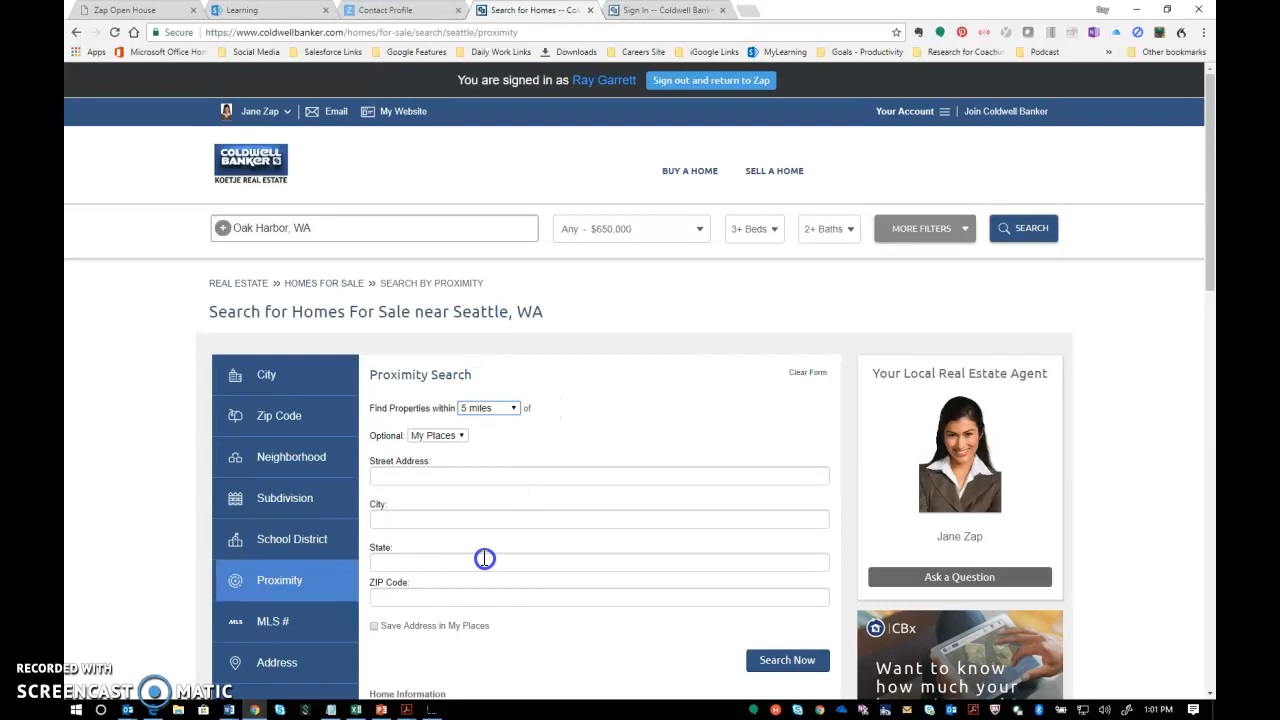 Zap Open House
Learning
Contact Profile
Search for Homes -- Col
Sign In -- Coldwell Bank
Ray
Secure
https://www.coldwellbanker.com/homes/for-sale/search/seattle/proximity
Apps
Microsoft Office Hom
Social Media
Salesforce Links
Google Features
Daily Work Links
Downloads
Careers Site
iGoogle Links
MyLearning
Goals - Productivity
Research for Coachin
Podcast
»
Other bookmarks
You are signed in as Ray Garrett
Sign out and return to Zap
Jane Zap
Email
My Website
Your Account
Join Coldwell Banker
COLDWELL
BANKER
KOETJE REAL ESTATE
BUY A HOME
SELL A HOME
Oak Harbor, WA
Any - $650,000
3+ Beds
2+ Baths
MORE FILTERS
SEARCH
REAL ESTATE » HOMES FOR SALE » SEARCH BY PROXIMITY
Search for Homes For Sale near Seattle, WA
City
Zip Code
Neighborhood
Subdivision
School District
Proximity
MLS MLS #
Address
Proximity Search
Clear Form
Find Properties within 5 miles of
Optional: My Places
Street Address:
City:
State:
ZIP Code:
Save Address in My Places
Search Now
Home Information
Your Local Real Estate Agent
Jane Zap
Ask a Question
CBx
Want to know
how much your
RECORDED WITH
SCREENCAST MATIC
1:01 PM